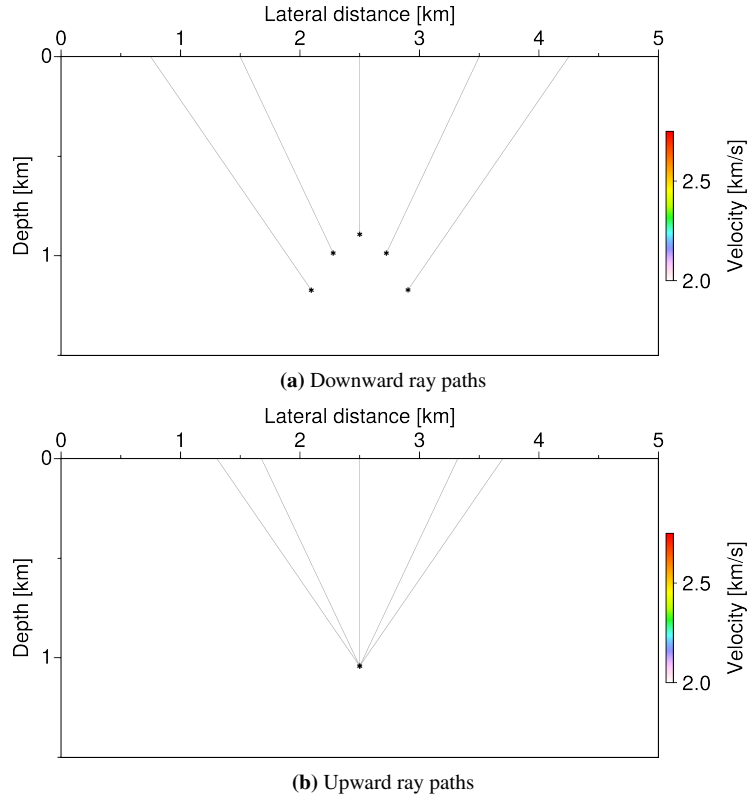 Lateral distance [km]
0 1 2 3 4 5
0
1
Depth [km]
2.5
2.0
Velocity [km/s]
(a) Downward ray paths
Lateral distance [km]
0 1 2 3 4 5
0
1
Depth [km]
2.5
2.0
Velocity [km/s]
(b) Upward ray paths